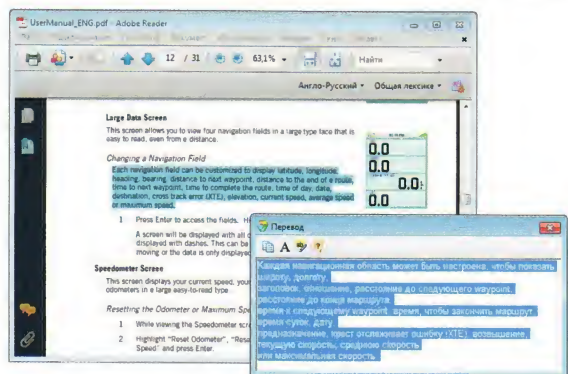 UserManual_ENG.pdf - Adobe Reader
12 / 31
63,1%
Найти
Англо-Русский
Общая лексика
Large Data Screen
This screen allows you to view four navigation fields in a large type face that is
easy to read, even from a distance.
Changing a Navigation Field
Each navigation field can be customized to display latitude, longitude,
heading, bearing, distance to next waypoint, distance to the end of a route,
time to next waypoint, time to complete the route, time of day, date,
destination, cross track error (XTE), elevation, current speed, average speed
or maximum speed.
0.0
0.0
0.0
0.0
1 Press Enter to access the fields.
A screen will be displayed with all
displayed with dashes. This can be
moving or the data is only displayed
Speedometer Screen
This screen displays your current speed, your
odometers in a large easy-to-read type
Resetting the Odometer or Maximum Spe
1 While viewing the Speedometer scre
2 Highlight "Reset Odometer", "Rese
Speed" and press Enter.
Перевод
Каждая навигационная область может быть настроена, чтобы показать
широту, долготу,
заголовок, отношение, расстояние до следующего waypoint,
расстояние до конца маршрута,
время к следующему waypoint, время, чтобы закончить маршрут,
время суток, дату,
предназначение, крест отслеживает ошибку (XTE), возвышение,
текущую скорость, среднюю скорость
или максимальная скорость.